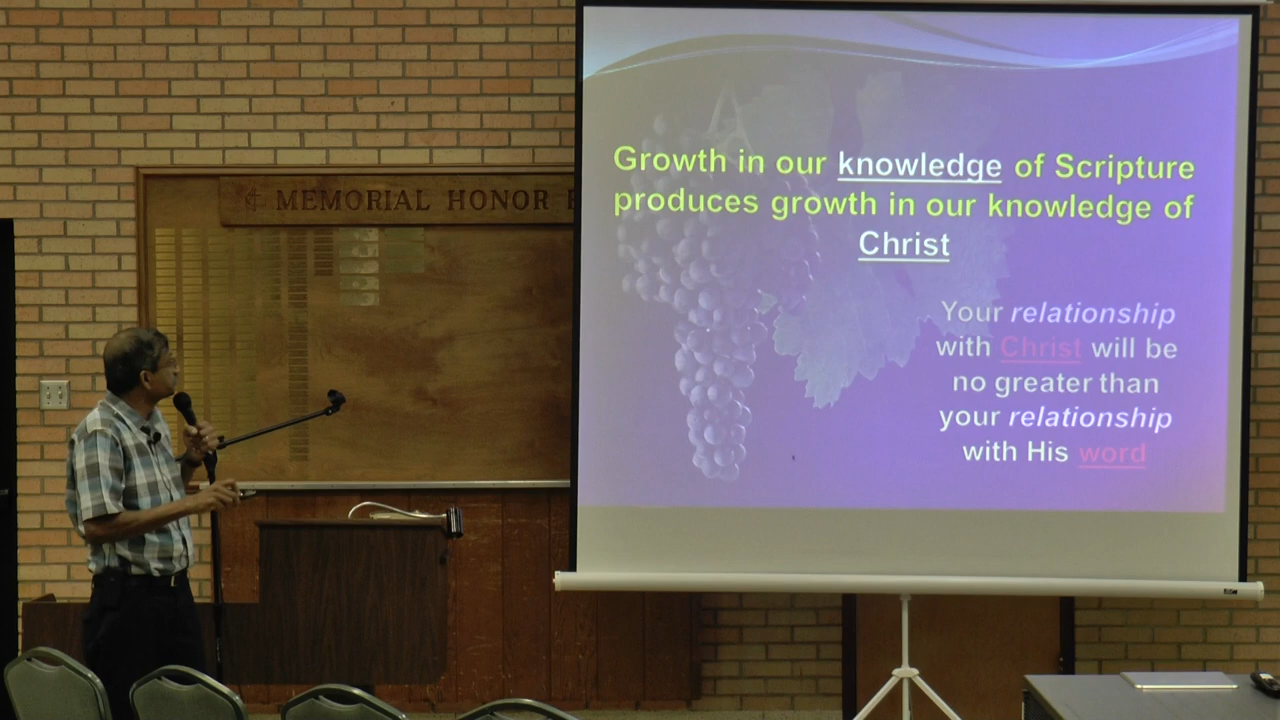 MEMORIAL HONOR
Growth in our knowledge of Scripture
produces growth in our knowledge of
Christ
Your relationship
with Christ will be
no greater than
your relationship
with His word